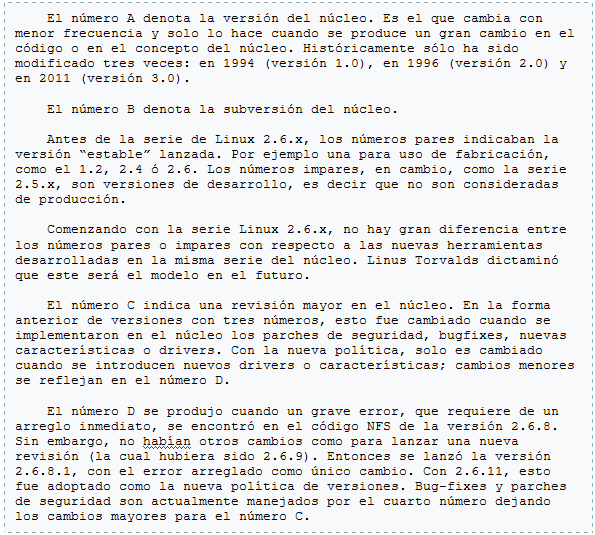 El número A denota la versión del núcleo. Es el que cambia con
menor frecuencia y solo lo hace cuando se produce un gran cambio en el
código o en el concepto del núcleo. Históricamente sólo ha sido
modificado tres veces: en 1994 (versión 1.0), en 1996 (versión 2.0) y
en 2011 (versión 3.0).
El número B denota la subversión del núcleo.
Antes de la serie de Linux 2.6.x, los números pares indicaban la
versión “estable” lanzada. Por ejemplo una para uso de fabricación,
como el 1.2, 2.4 ó 2.6. Los números impares, en cambio, como la serie
2.5.x, son versiones de desarrollo, es decir que no son consideradas
de producción.
Comenzando con la serie Linux 2.6.x, no hay gran diferencia entre
los números pares o impares con respecto a las nuevas herramientas
desarrolladas en la misma serie del núcleo. Linus Torvalds dictaminó
que este será el modelo en el futuro.
El número C indica una revisión mayor en el núcleo. En la forma
anterior de versiones con tres números, esto fue cambiado cuando se
implementaron en el núcleo los parches de seguridad, bugfixes, nuevas
características o drivers. Con la nueva política, solo es cambiado
cuando se introducen nuevos drivers o características; cambios menores
se reflejan en el número D.
El número D se produjo cuando un grave error, que requiere de un
arreglo inmediato, se encontró en el código NFS de la versión 2.6.8.
Sin embargo, no habían otros cambios como para lanzar una nueva
revisión (la cual hubiera sido 2.6.9). Entonces se lanzó la versión
2.6.8.1, con el error arreglado como único cambio. Con 2.6.11, esto
fue adoptado como la nueva política de versiones. Bug-fixes y parches
de seguridad son actualmente manejados por el cuarto número dejando
los cambios mayores para el número C.